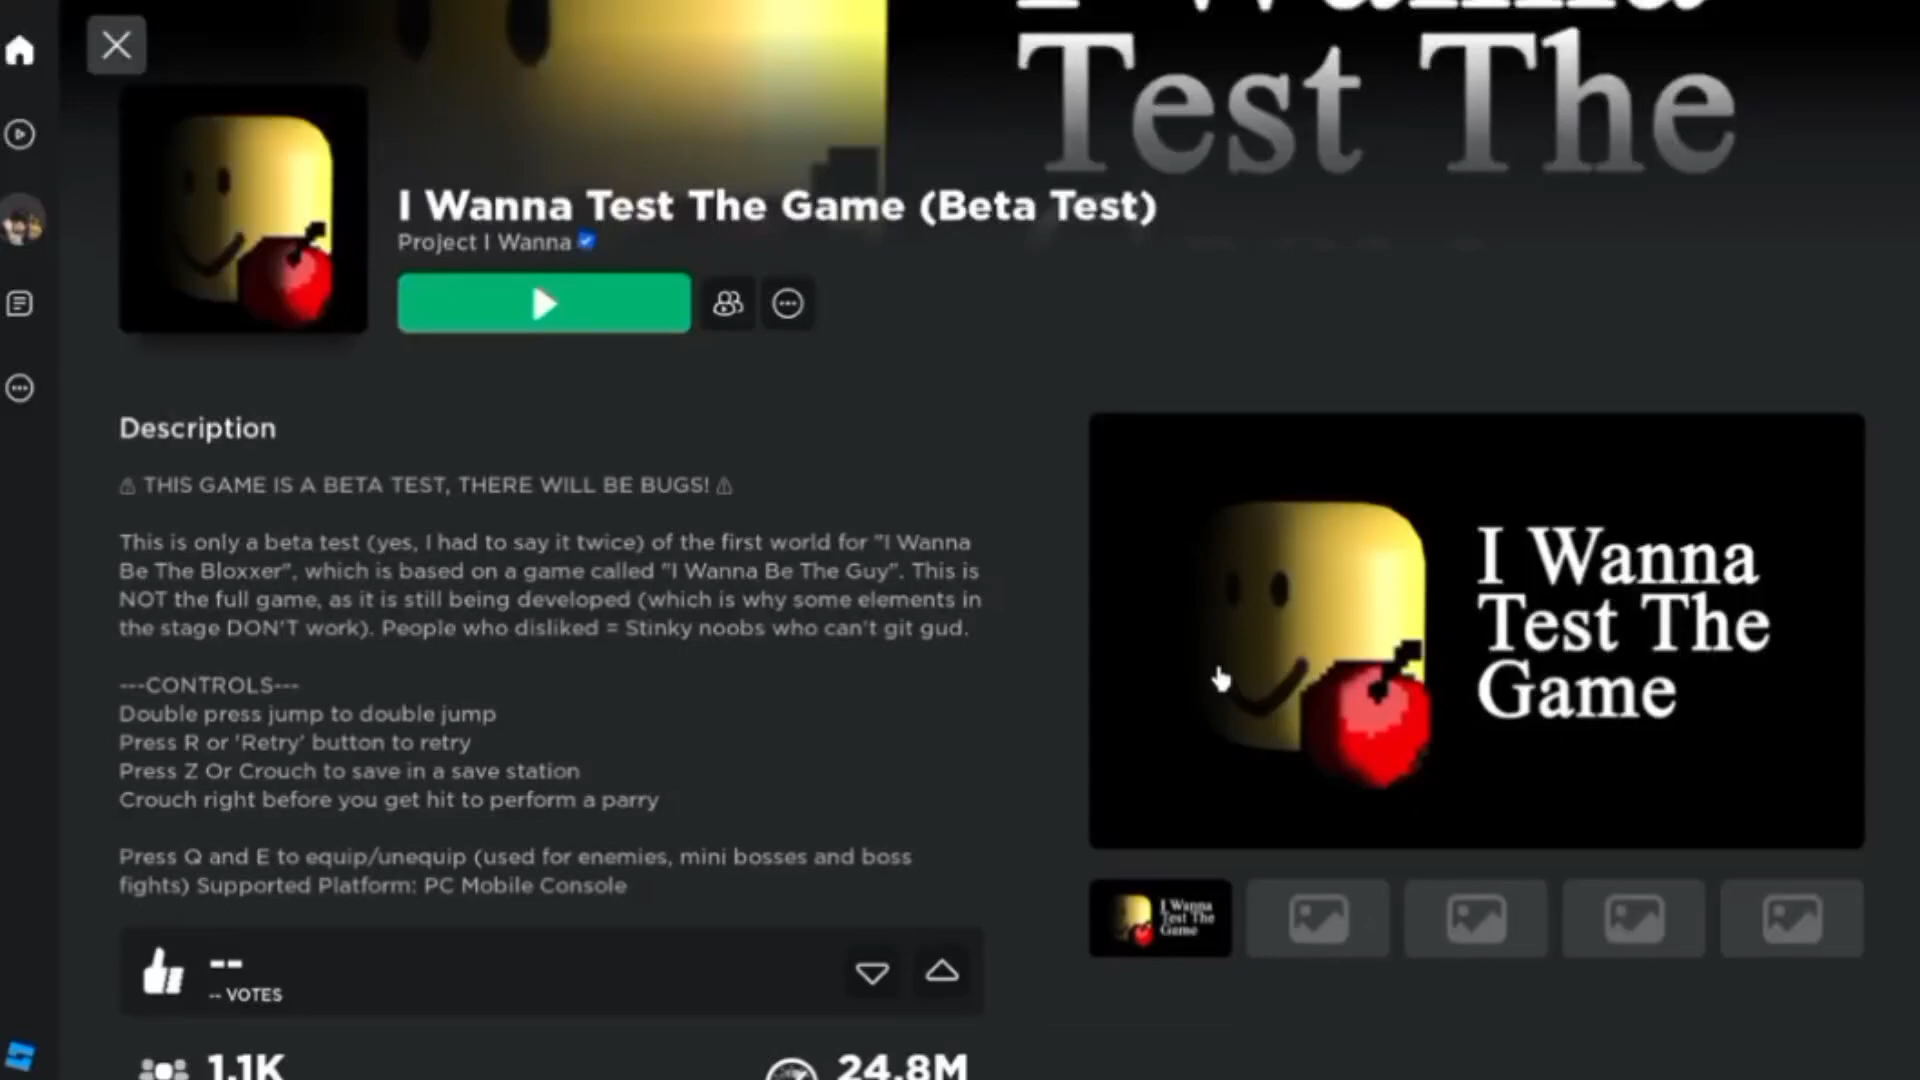 I Wanna
Test The
I Wanna Test The Game (Beta Test)
Project I Wanna
Description
⚠ THIS GAME IS A BETA TEST, THERE WILL BE BUGS! ⚠
This is only a beta test (yes, I had to say it twice) of the first world for "I Wanna
Be The Bloxxer", which is based on a game called "I Wanna Be The Guy". This is
NOT the full game, as it is still being developed (which is why some elements in
the stage DON'T work). People who disliked = Stinky noobs who can't git gud.
---CONTROLS---
Double press jump to double jump
Press R or 'Retry' button to retry
Press Z Or Crouch to save in a save station
Crouch right before you get hit to perform a parry
Press Q and E to equip/unequip (used for enemies, mini bosses and boss
fights) Supported Platform: PC Mobile Console
--
-- VOTES
1.1K
24.8M
I Wanna
Test The
Game
I Wanna
Test The
Game